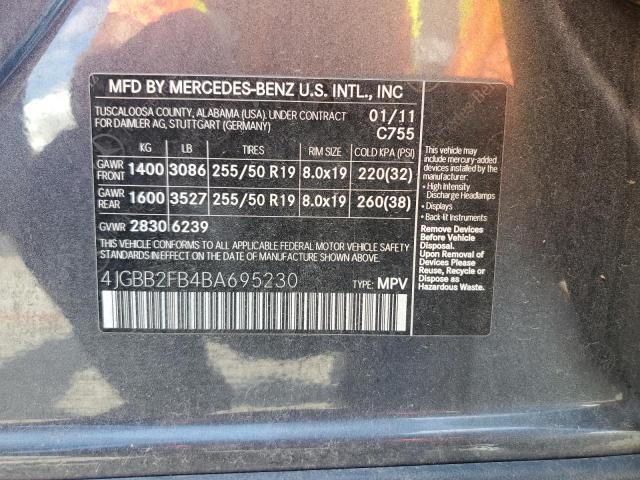 MFD BY MERCEDES-BENZ U.S. INTL., INC
TUSCALOOSA COUNTY, ALABAMA (USA), UNDER CONTRACT
FOR DAIMLER AG, STUTTGART (GERMANY)
01/11
C755
KG LB TIRES RIM SIZE COLD KPA (PSI)
GAWR FRONT 1400 3086 255/50 R19 8.0x19 220(32)
GAWR REAR 1600 3527 255/50 R19 8.0x19 260(38)
GVWR 2830 6239
THIS VEHICLE CONFORMS TO ALL APPLICABLE FEDERAL MOTOR VEHICLE SAFETY
STANDARDS IN EFFECT ON THE DATE OF MANUFACTURE SHOWN ABOVE.
4JGBB2FB4BA695230 TYPE: MPV
This vehicle may
include mercury-added
devices installed by the
manufacturer:
• High Intensity
Discharge Headlamps
• Displays
• Back-lit Instruments
Remove Devices
Before Vehicle
Disposal.
Upon Removal of
Devices Please
Reuse, Recycle or
Dispose as
Hazardous Waste.